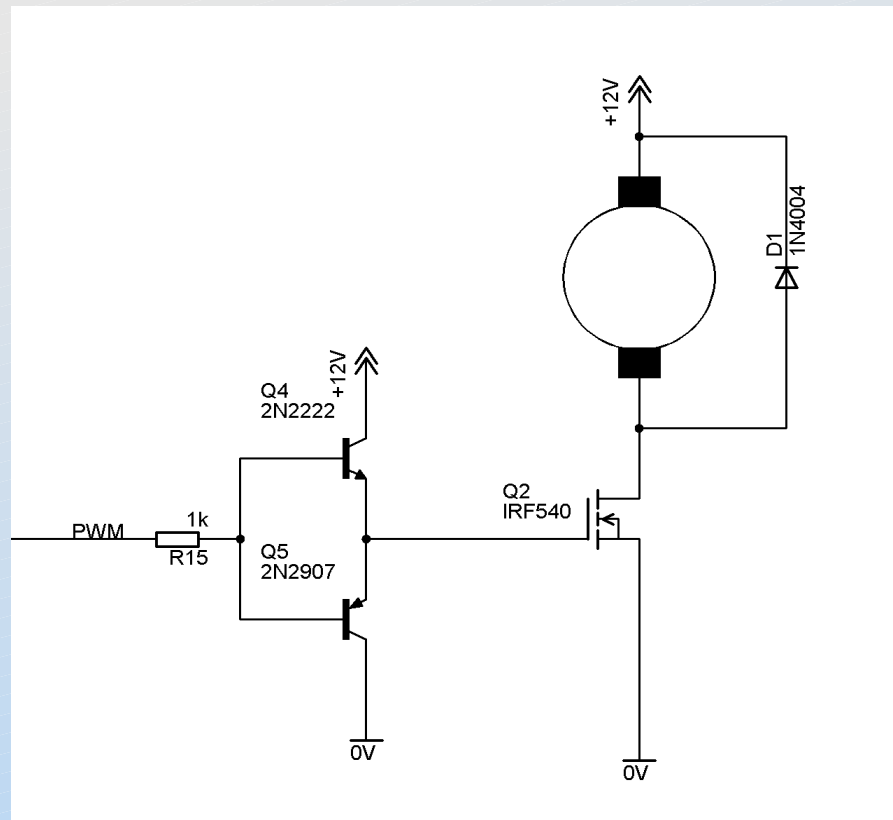 +12V
D1
1N4004
+12V
Q4
2N2222
Q2
IRF540
PWM
1k
R15
Q5
2N2907
0V
0V